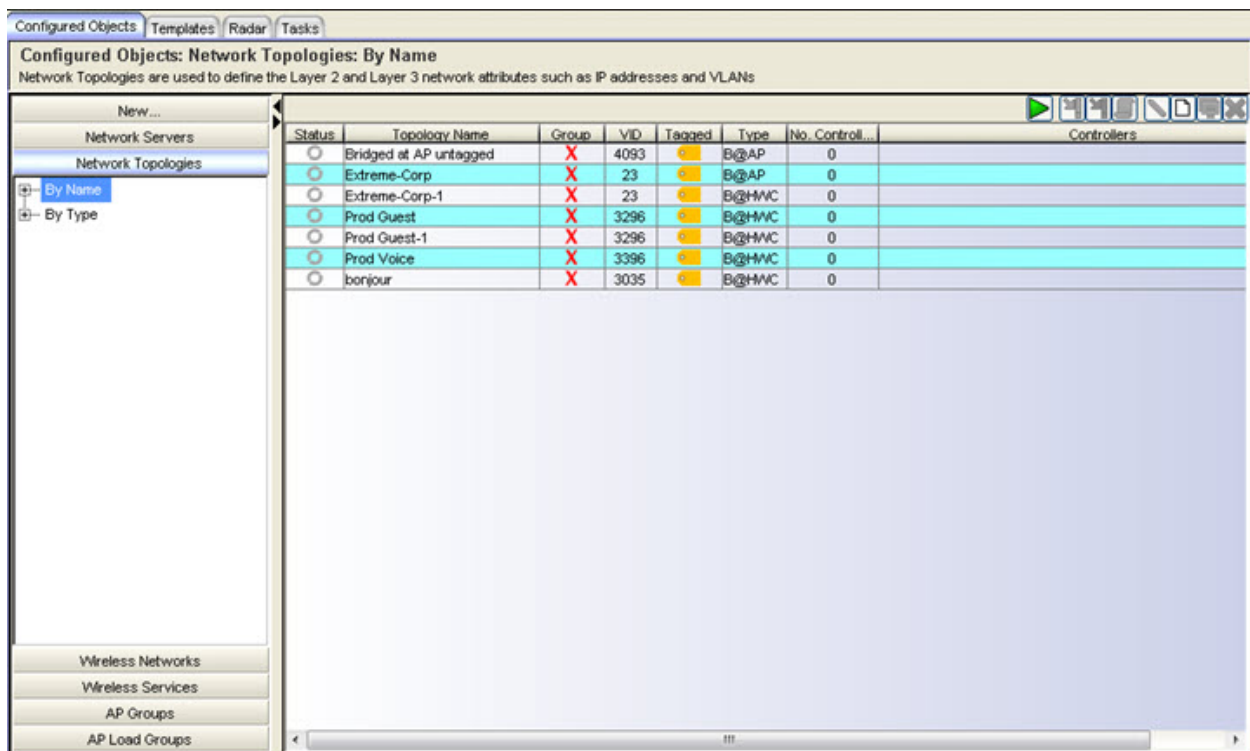 Configured Objects Templates Radar Tasks
Configured Objects: Network Topologies: By Name
Network Topologies are used to define the Layer 2 and Layer 3 network attributes such as IP addresses and VLANs
New...
Network Servers
Network Topologies
By Name
By Type
Wireless Networks
Wireless Services
AP Groups
AP Load Groups
Status Topology Name Group VID Tagged Type No. Controll... Controllers
Bridged at AP untagged X 4093 B@AP 0
Extreme-Corp X 23 B@AP 0
Extreme-Corp-1 X 23 B@HWC 0
Prod Guest X 3296 B@HWC 0
Prod Guest-1 X 3296 B@HWC 0
Prod Voice X 3396 B@HWC 0
bonjour X 3035 B@HWC 0